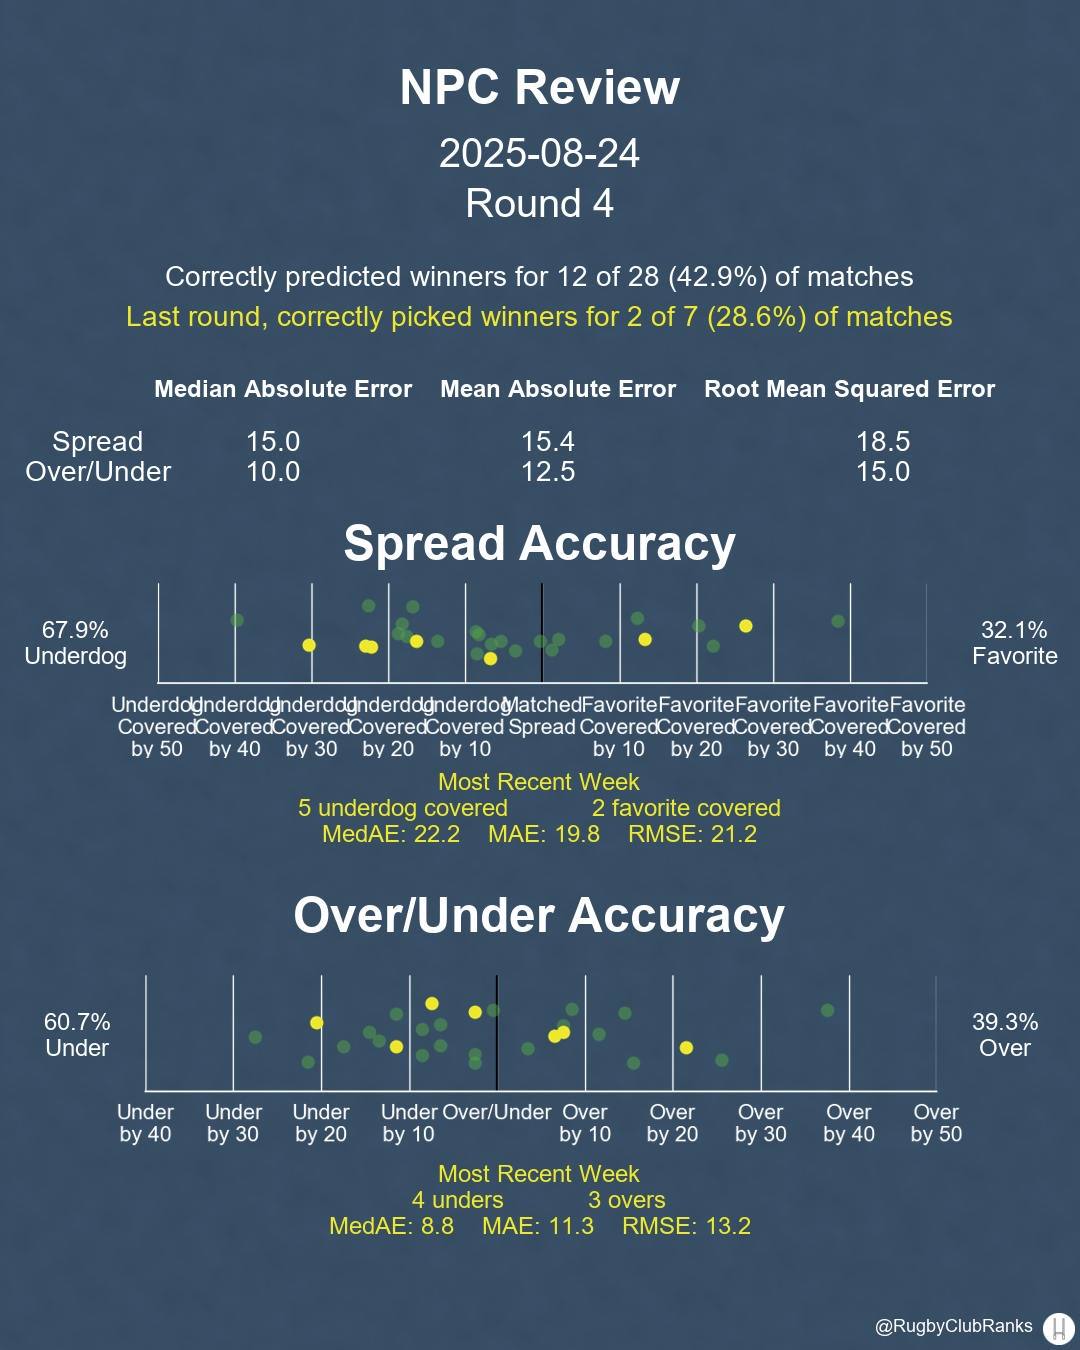 NPC Review
2025-08-24
Round 4
Correctly predicted winners for 12 of 28 (42.9%) of matches
Last round, correctly picked winners for 2 of 7 (28.6%) of matches
Median Absolute Error Mean Absolute Error Root Mean Squared Error
Spread 15.0 15.4 18.5
Over/Under 10.0 12.5 15.0
Spread Accuracy
67.9% 32.1%
Underdog Favorite
Underdog Underdog Underdog Underdog Underdog Matched Favorite Favorite Favorite Favorite Favorite
Covered Covered Covered Covered Covered Spread Covered Covered Covered Covered Covered
by 50 by 40 by 30 by 20 by 10 by 10 by 20 by 30 by 40 by 50
Most Recent Week
5 underdog covered 2 favorite covered
MedAE: 22.2 MAE: 19.8 RMSE: 21.2
Over/Under Accuracy
60.7% 39.3%
Under Over
Under Under Under Under Over/Under Over Over Over Over Over
by 40 by 30 by 20 by 10 by 10 by 20 by 30 by 40 by 50
Most Recent Week
4 unders 3 overs
MedAE: 8.8 MAE: 11.3 RMSE: 13.2
@RugbyClubRanks